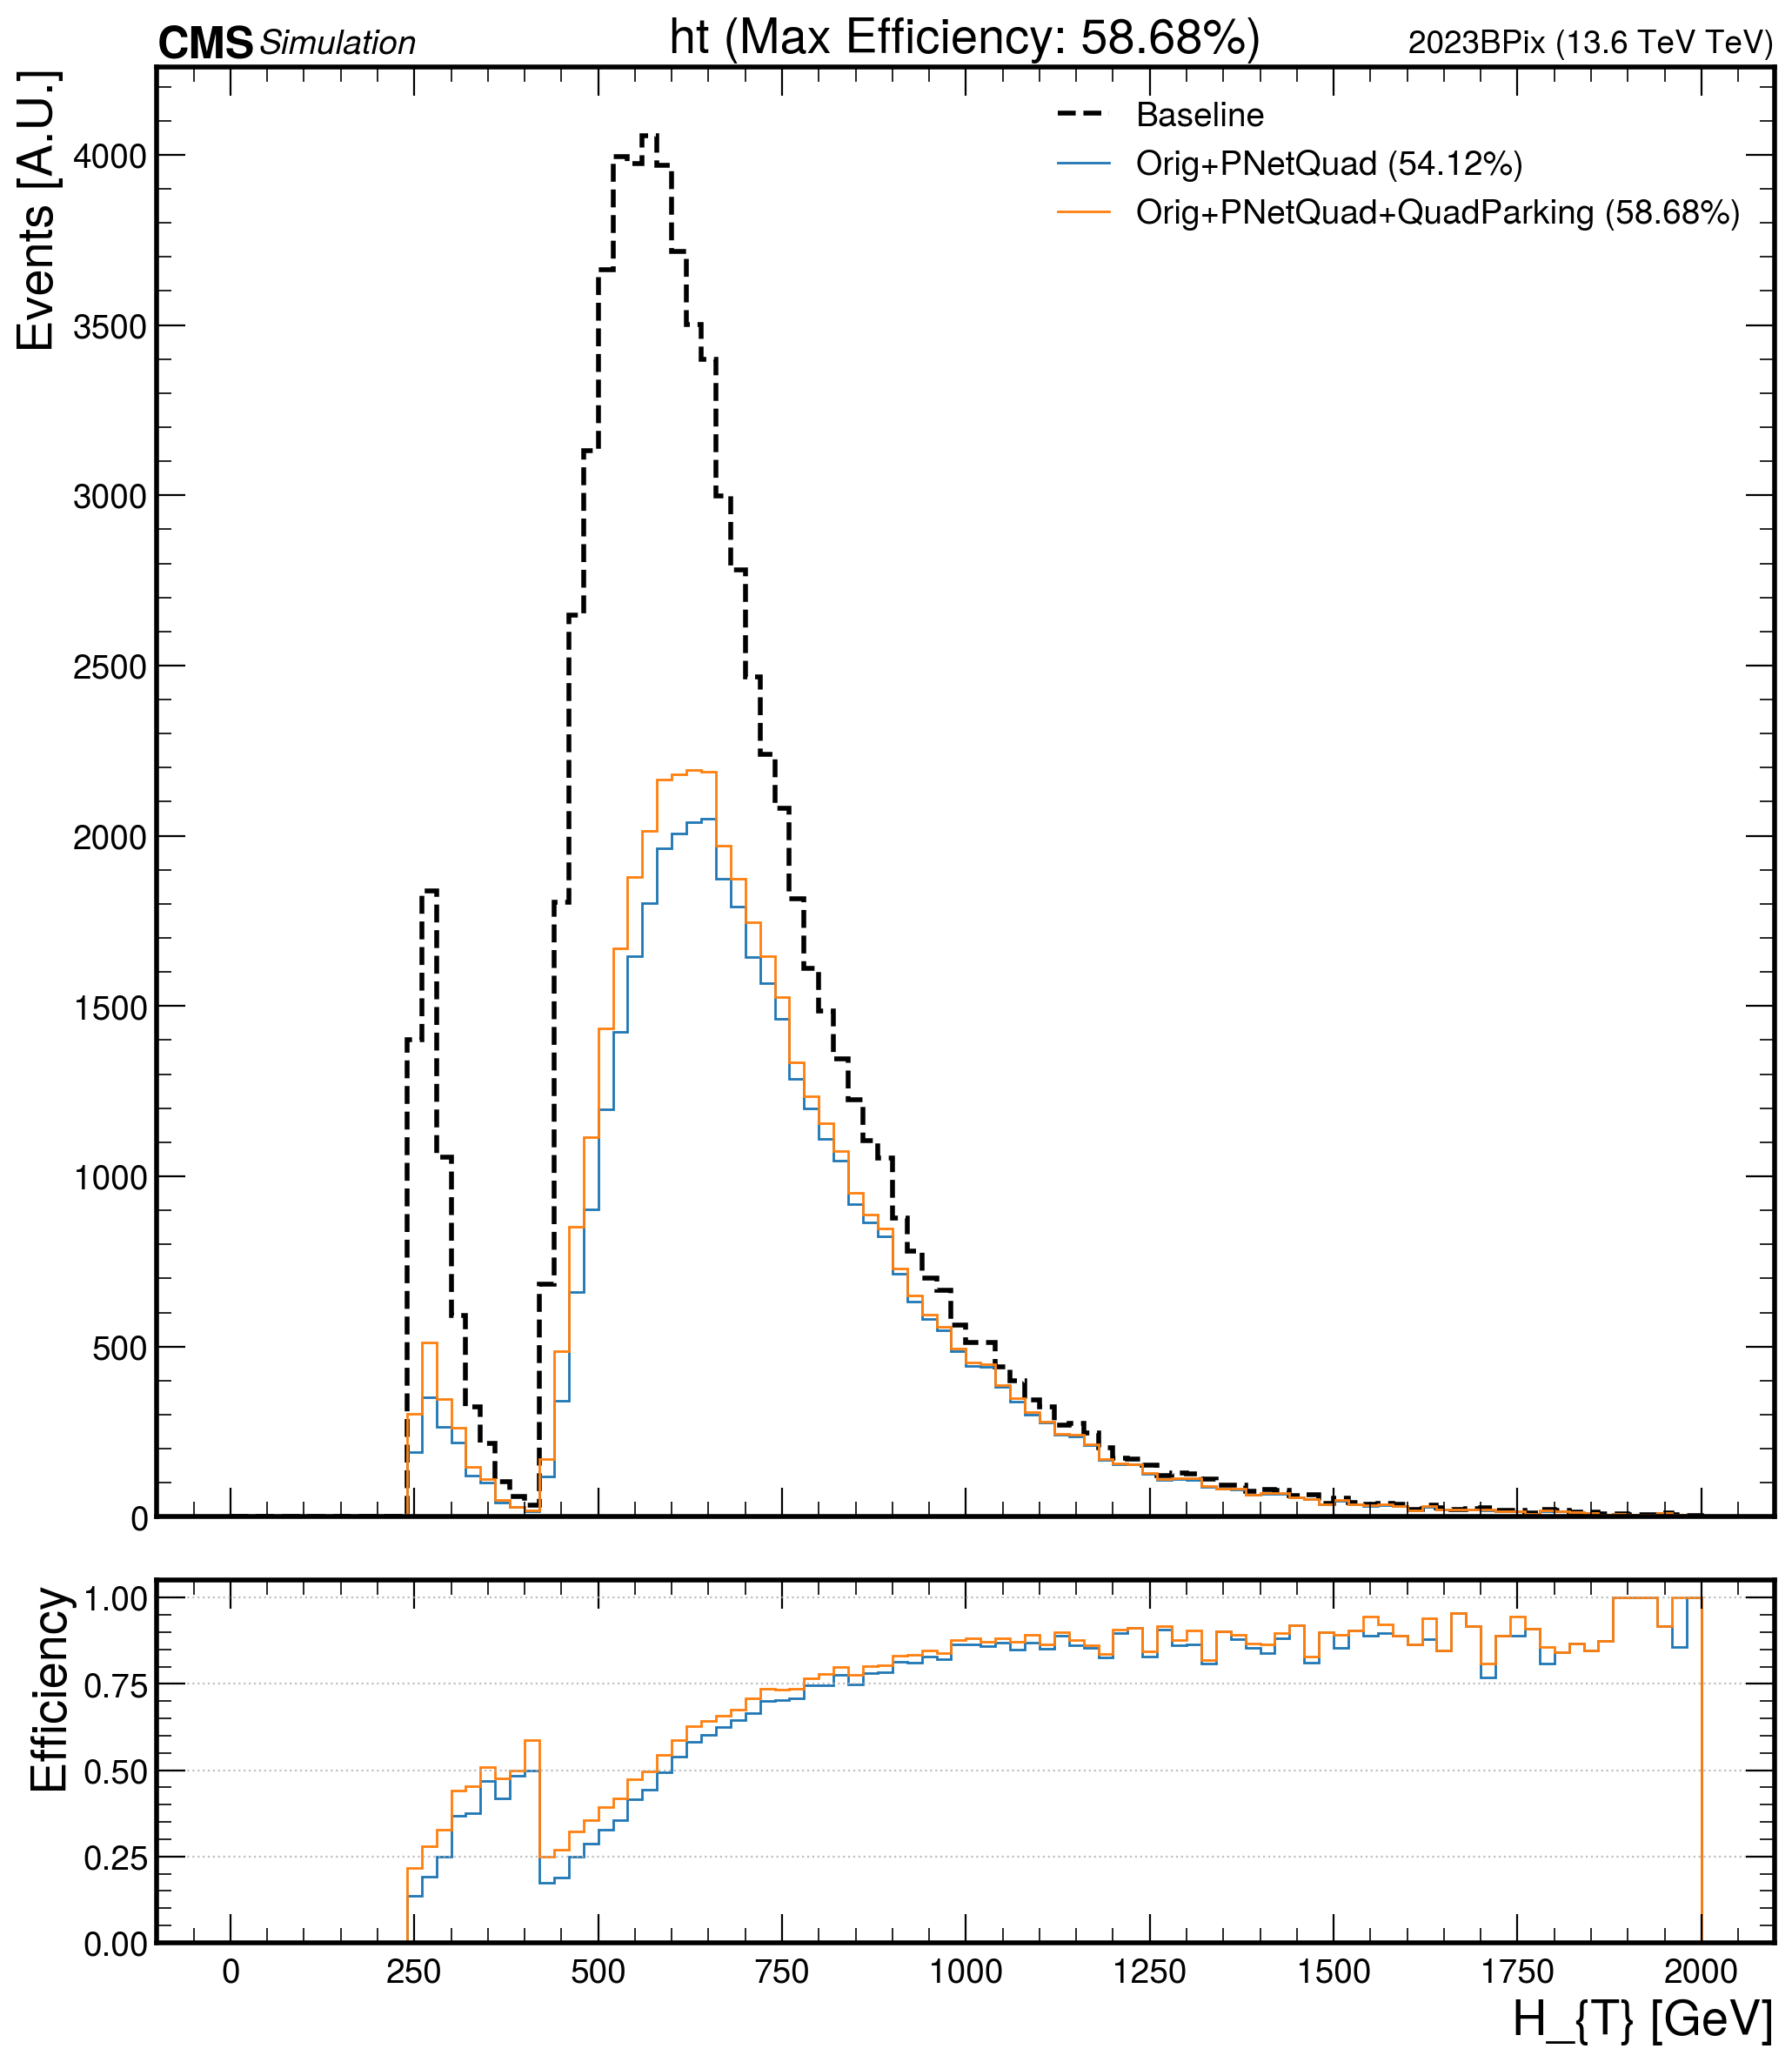 CMS Simulation ht (Max Efficiency: 58.68%) 2023BPix (13.6 TeV TeV)
Events [A.U.]
Baseline
Orig+PNetQuad (54.12%)
Orig+PNetQuad+QuadParking (58.68%)
4000
3500
3000
2500
2000
1500
1000
500
0
Efficiency
1.00
0.75
0.50
0.25
0.00
0 250 500 750 1000 1250 1500 1750 2000
H_{T} [GeV]